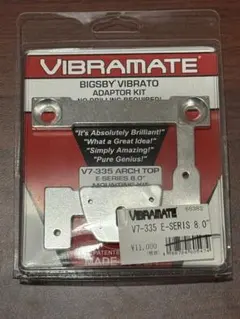 VIBRAMATE
BIGSBY VIBRATO
ADAPTOR KIT
NO DRILLING REQUIRED!
"It's Absolutely Brilliant!"
"What a Great Idea!"
"Simply Amazing!"
"Pure Genius!"
V7-335 ARCH TOP
E-SERIES 8.0"
MOUNTING KIT
VIBRAMATE
V7-335 E-SERIS 8.0"
¥11,000
MADE